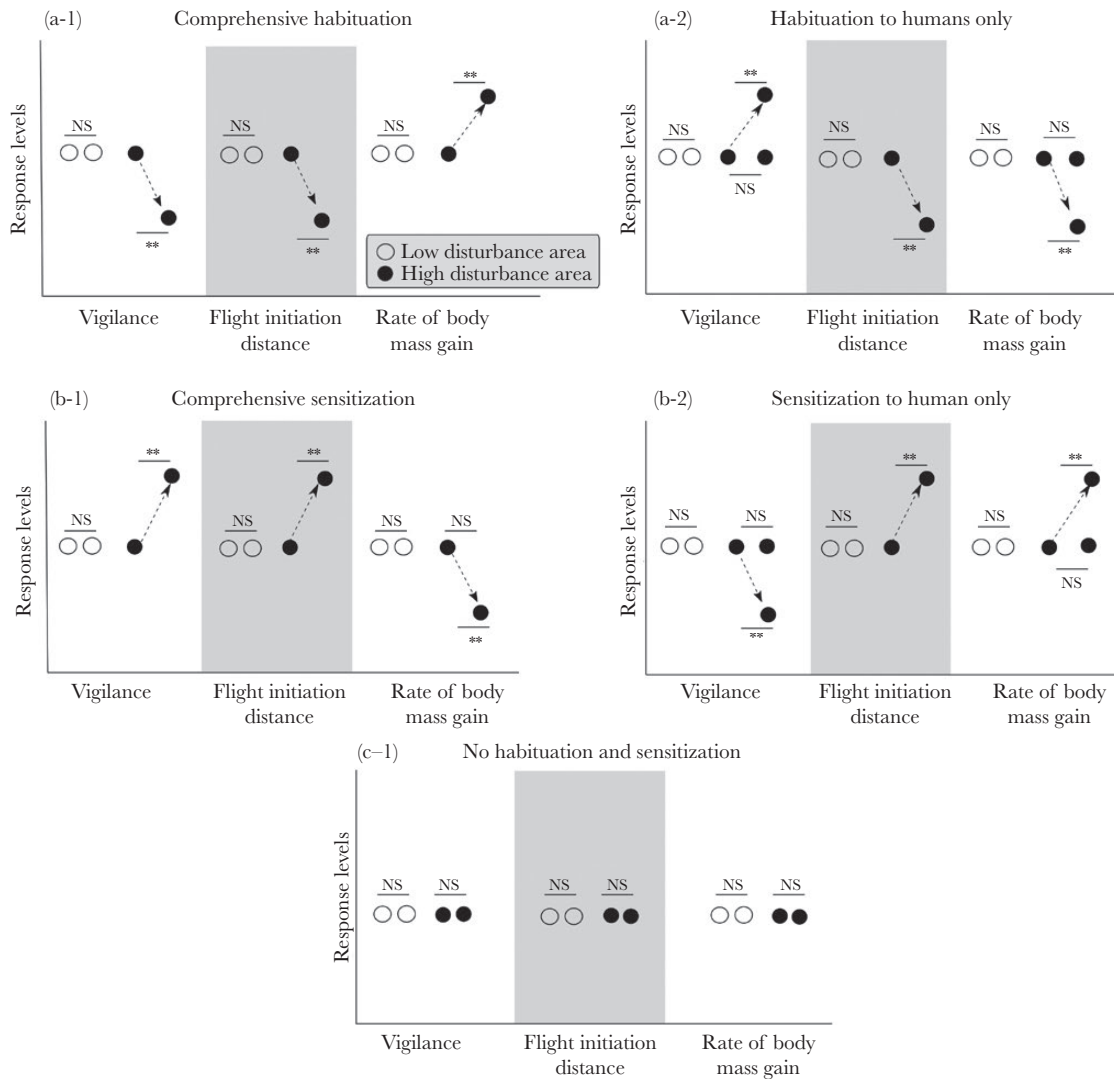 (a-1) Comprehensive habituation
Response levels
NS
**
NS
**
NS
**
Low disturbance area
High disturbance area
Vigilance
Flight initiation
distance
Rate of body
mass gain
(a-2) Habituation to humans only
Response levels
NS
**
NS
NS
**
NS
NS
**
Vigilance
Flight initiation
distance
Rate of body
mass gain
(b-1) Comprehensive sensitization
Response levels
NS
**
NS
**
NS
NS
**
Vigilance
Flight initiation
distance
Rate of body
mass gain
(b-2) Sensitization to human only
Response levels
NS
NS
**
NS
**
NS
**
NS
Vigilance
Flight initiation
distance
Rate of body
mass gain
(c–1) No habituation and sensitization
Response levels
NS
NS
NS
NS
NS
NS
Vigilance
Flight initiation
distance
Rate of body
mass gain